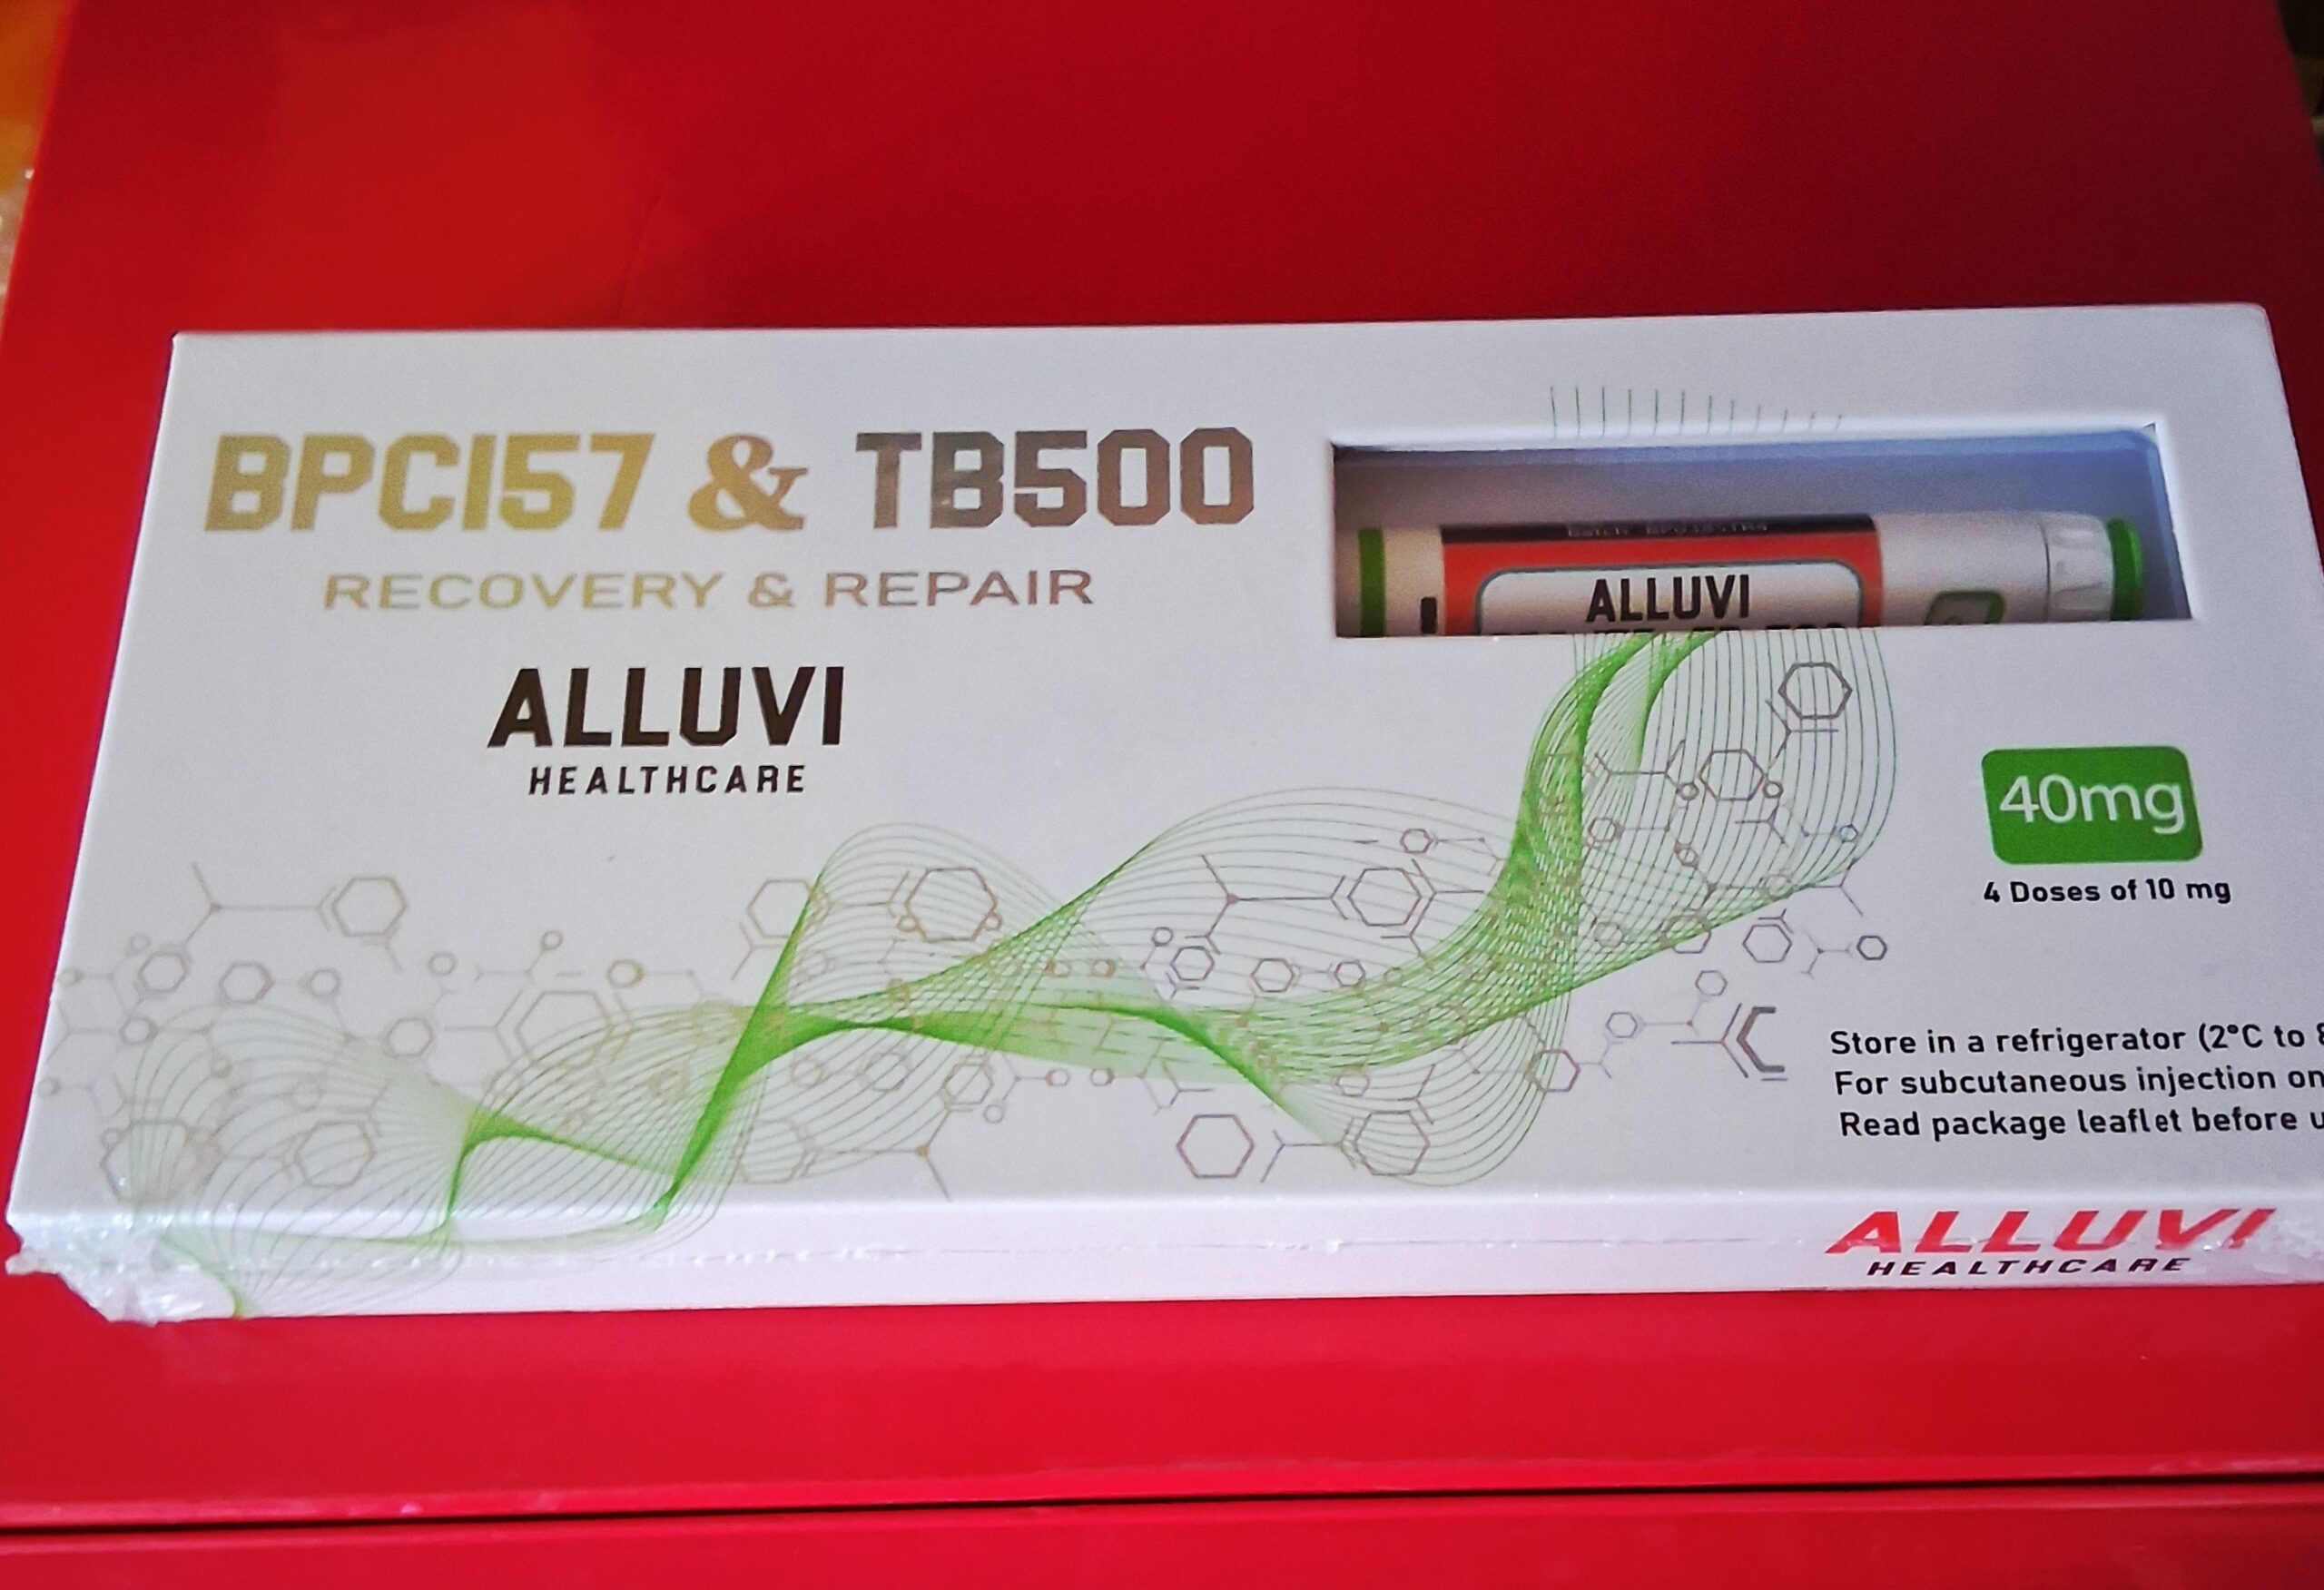 BPC157 & TB500
RECOVERY & REPAIR
ALLUVI
HEALTHCARE
ALLUVI
40mg
4 Doses of 10 mg
Store in a refrigerator (2°C to
For subcutaneous injection
Read package leaflet before
ALLUVI
HEALTHCARE